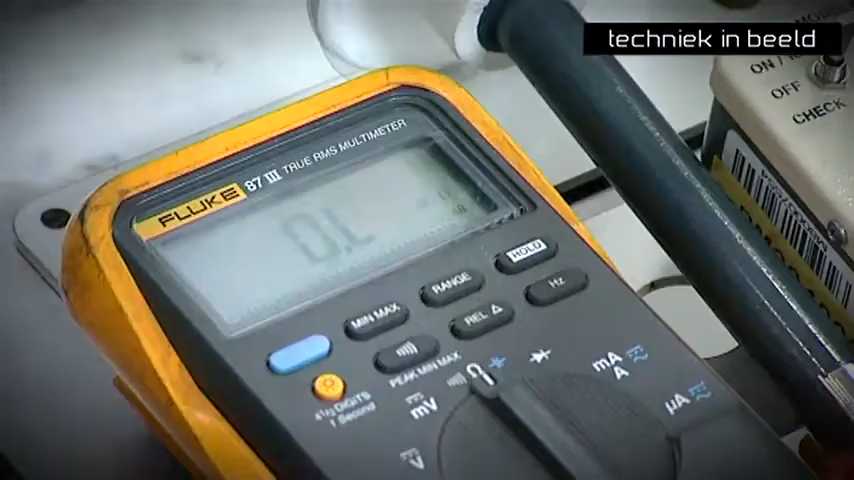 techniek in beeld
ON /
OFF
CHECK
FLUKE 87 III TRUE RMS MULTIMETER
O.L
HOLD
RANGE
Hz
MIN MAX
REL Δ
PEAK MIN MAX
4½ DIGITS
1 Second
mV
V
Ω
mA
A
µA